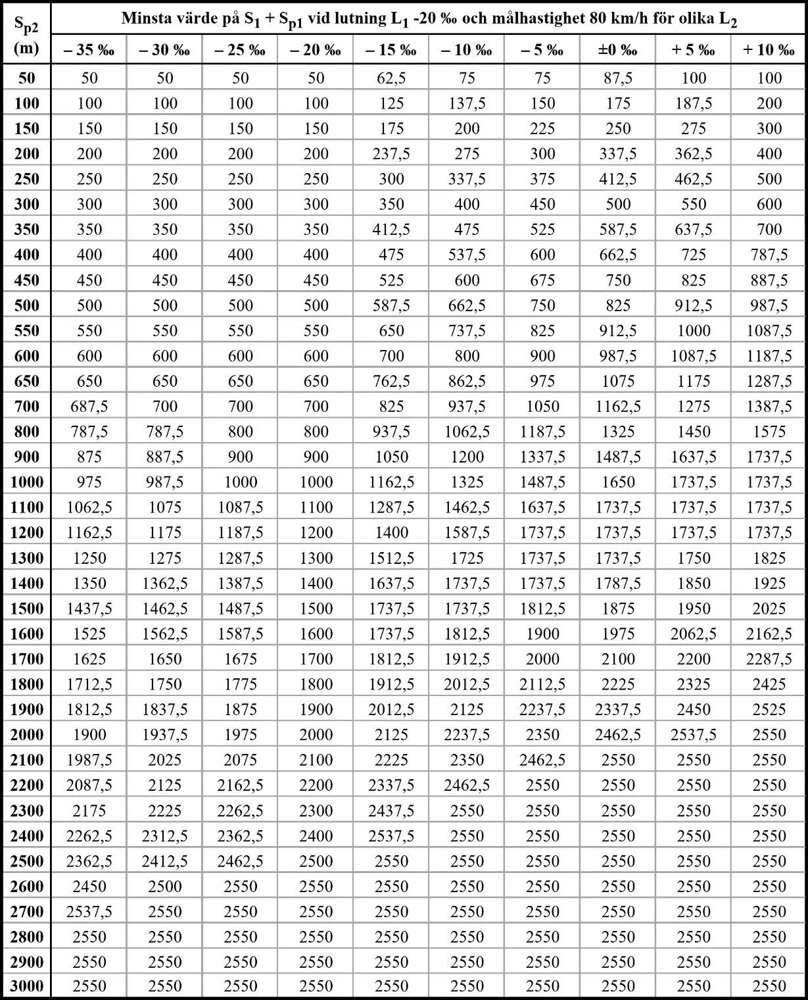 S_p2 (m) Minsta värde på S_1 + S_p1 vid lutning L_1 -20 ‰ och målhastighet 80 km/h för olika L_2
– 35 ‰ – 30 ‰ – 25 ‰ – 20 ‰ – 15 ‰ – 10 ‰ – 5 ‰ ±0 ‰ + 5 ‰ + 10 ‰
50 50 50 50 50 62,5 75 75 87,5 100 100
100 100 100 100 100 125 137,5 150 175 187,5 200
150 150 150 150 150 175 200 225 250 275 300
200 200 200 200 200 237,5 275 300 337,5 362,5 400
250 250 250 250 250 300 337,5 375 412,5 462,5 500
300 300 300 300 300 350 400 450 500 550 600
350 350 350 350 350 412,5 475 525 587,5 637,5 700
400 400 400 400 400 475 537,5 600 662,5 725 787,5
450 450 450 450 450 525 600 675 750 825 887,5
500 500 500 500 500 587,5 662,5 750 825 912,5 987,5
550 550 550 550 550 650 737,5 825 912,5 1000 1087,5
600 600 600 600 600 700 800 900 987,5 1087,5 1187,5
650 650 650 650 650 762,5 862,5 975 1075 1175 1287,5
700 687,5 700 700 700 825 937,5 1050 1162,5 1275 1387,5
800 787,5 787,5 800 800 937,5 1062,5 1187,5 1325 1450 1575
900 875 887,5 900 900 1050 1200 1337,5 1487,5 1637,5 1737,5
1000 975 987,5 1000 1000 1162,5 1325 1487,5 1650 1737,5 1737,5
1100 1062,5 1075 1087,5 1100 1287,5 1462,5 1637,5 1737,5 1737,5 1737,5
1200 1162,5 1175 1187,5 1200 1400 1587,5 1737,5 1737,5 1737,5 1737,5
1300 1250 1275 1287,5 1300 1512,5 1725 1737,5 1737,5 1750 1825
1400 1350 1362,5 1387,5 1400 1637,5 1737,5 1737,5 1787,5 1850 1925
1500 1437,5 1462,5 1487,5 1500 1737,5 1737,5 1812,5 1875 1950 2025
1600 1525 1562,5 1587,5 1600 1737,5 1812,5 1900 1975 2062,5 2162,5
1700 1625 1650 1675 1700 1812,5 1912,5 2000 2100 2200 2287,5
1800 1712,5 1750 1775 1800 1912,5 2012,5 2112,5 2225 2325 2425
1900 1812,5 1837,5 1875 1900 2012,5 2125 2237,5 2337,5 2450 2525
2000 1900 1937,5 1975 2000 2125 2237,5 2350 2462,5 2537,5 2550
2100 1987,5 2025 2075 2100 2225 2350 2462,5 2550 2550 2550
2200 2087,5 2125 2162,5 2200 2337,5 2462,5 2550 2550 2550 2550
2300 2175 2225 2262,5 2300 2437,5 2550 2550 2550 2550 2550
2400 2262,5 2312,5 2362,5 2400 2537,5 2550 2550 2550 2550 2550
2500 2362,5 2412,5 2462,5 2500 2550 2550 2550 2550 2550 2550
2600 2450 2500 2550 2550 2550 2550 2550 2550 2550 2550
2700 2537,5 2550 2550 2550 2550 2550 2550 2550 2550 2550
2800 2550 2550 2550 2550 2550 2550 2550 2550 2550 2550
2900 2550 2550 2550 2550 2550 2550 2550 2550 2550 2550
3000 2550 2550 2550 2550 2550 2550 2550 2550 2550 2550